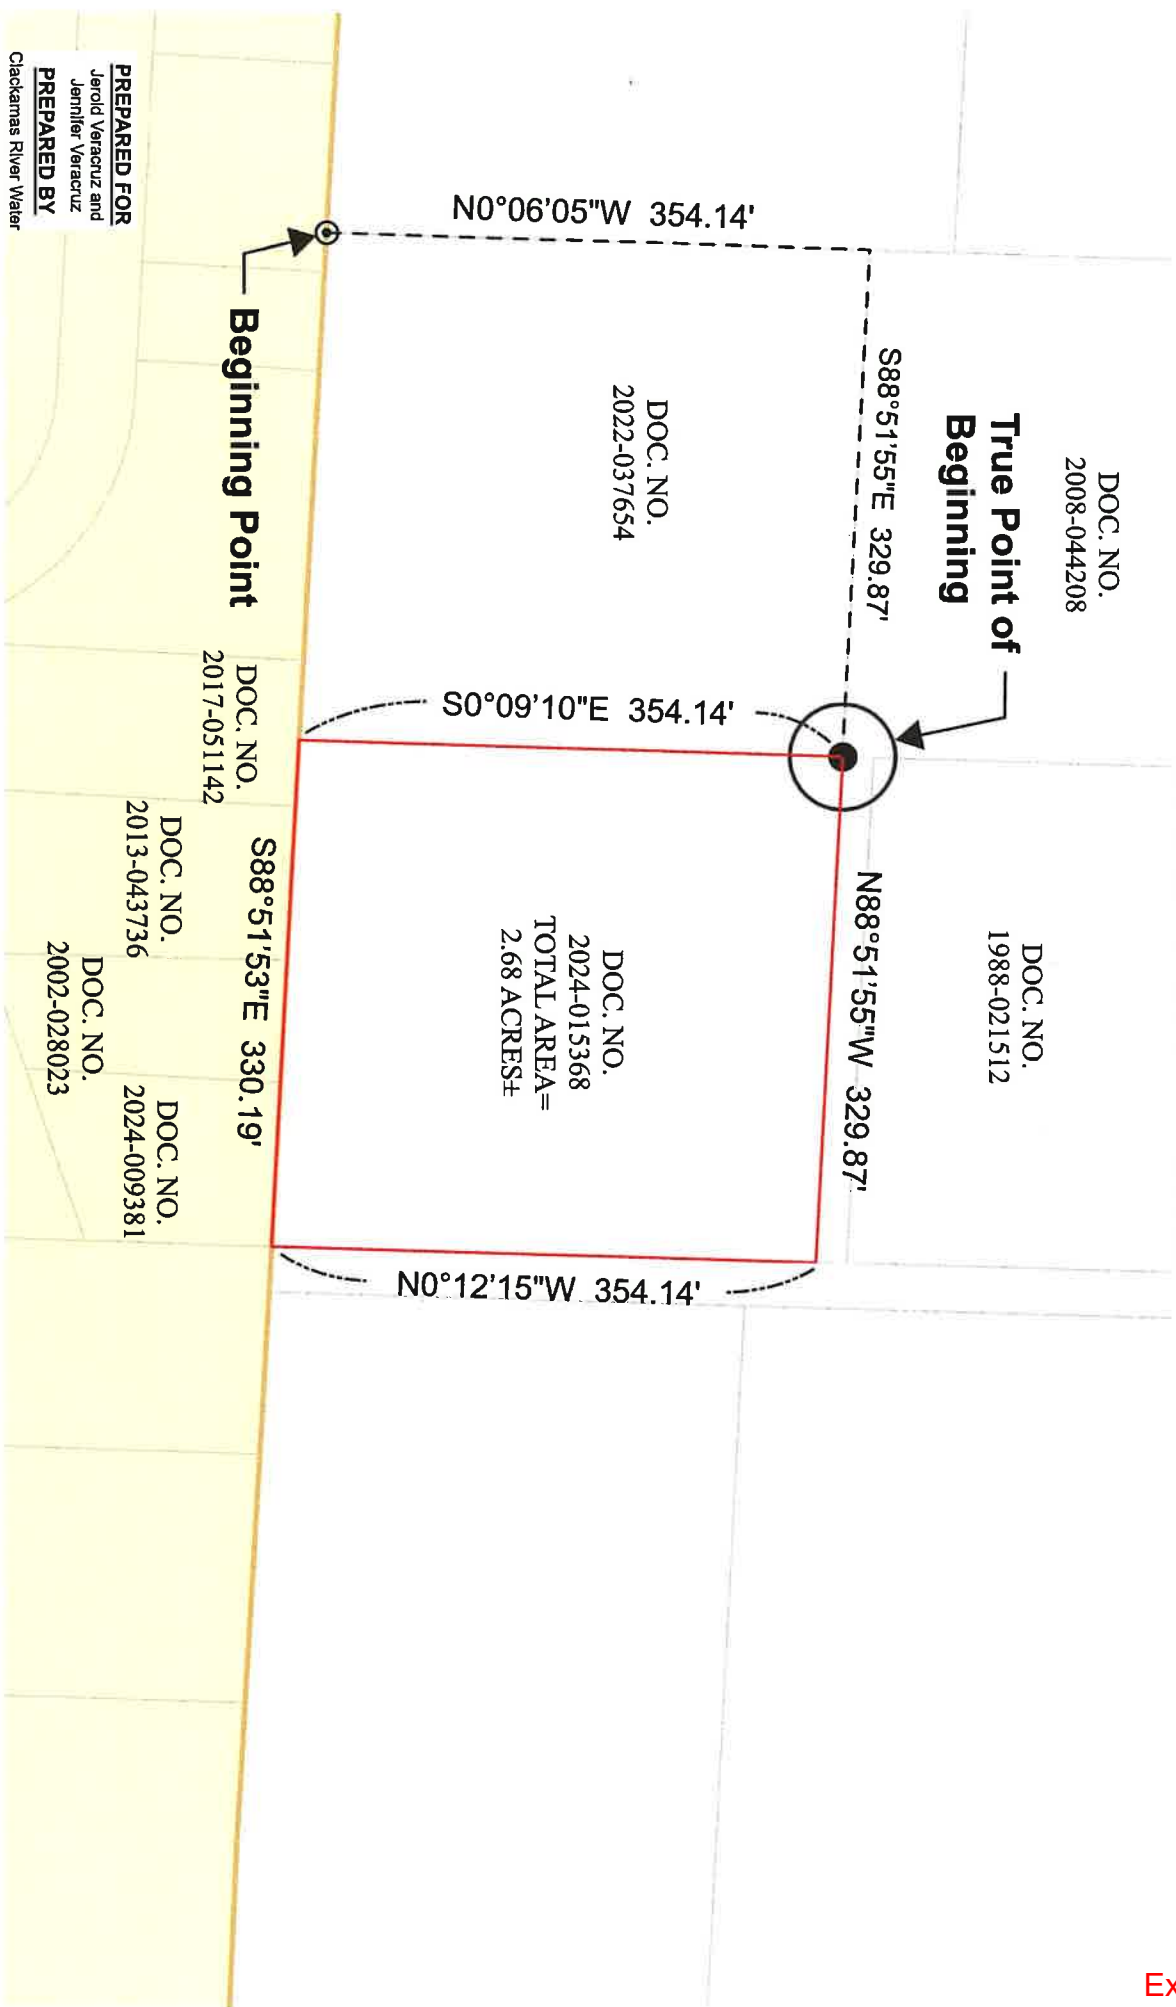 DOC. NO.
2008-044208
True Point of
Beginning
S88°51'55"E 329.87'
N0°06'05"W 354.14'
DOC. NO.
2022-037654
DOC. NO.
1988-021512
N88°51'55"W 329.87'
S0°09'10"E 354.14'
DOC. NO.
2024-015368
TOTAL AREA=
2.68 ACRES±
N0°12'15"W 354.14'
Beginning Point
S88°51'53"E 330.19'
DOC. NO.
2017-051142
DOC. NO.
2013-043736
DOC. NO.
2024-009381
DOC. NO.
2002-028023
PREPARED FOR
Jerold Veracruz and
Jennifer Veracruz
PREPARED BY
Clackamas River Water
Ex